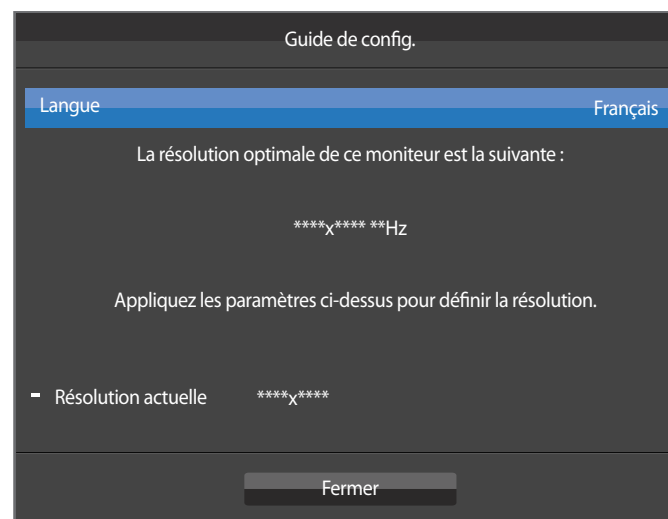 Guide de config.
Langue Français
La résolution optimale de ce moniteur est la suivante :
****x**** **Hz
Appliquez les paramètres ci-dessus pour définir la résolution.
- Résolution actuelle ****x****
Fermer